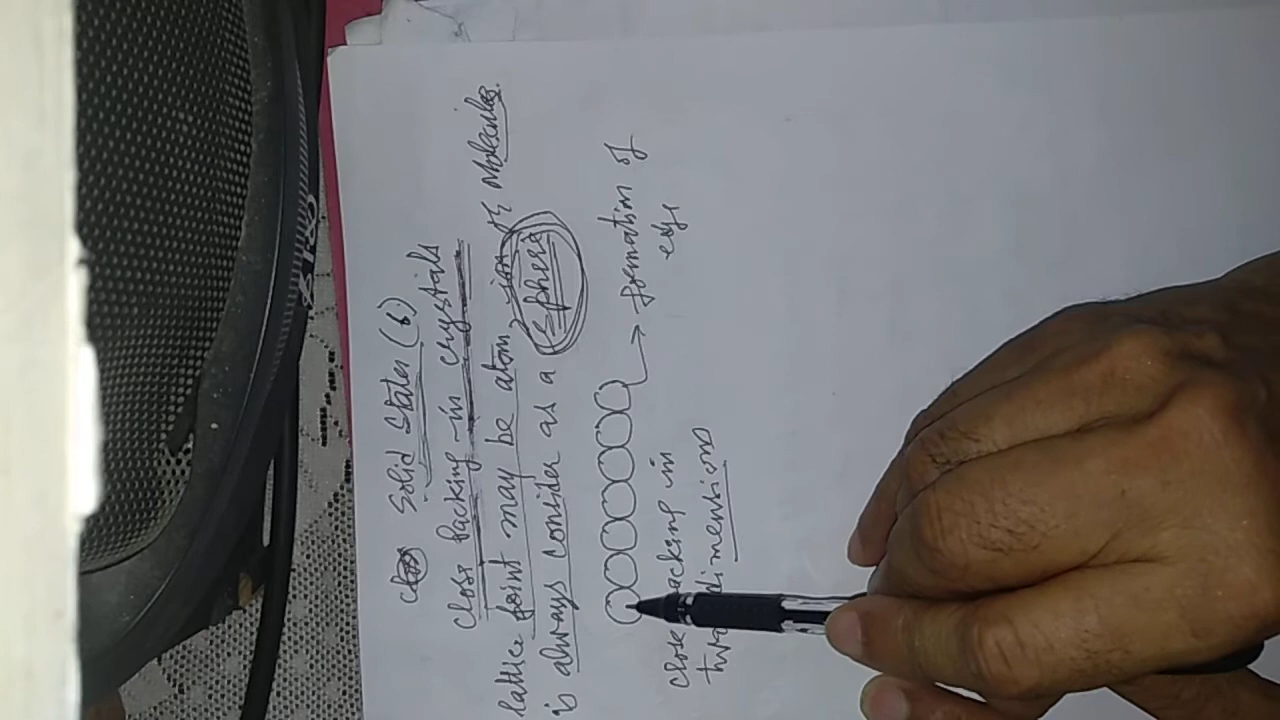 Solid States (6)
Close Packing in crystals
Lattice point may be atom, ion or Molecules
is always consider as a (Sphere)
→ formation of
edge
Close packing in
two dimensions